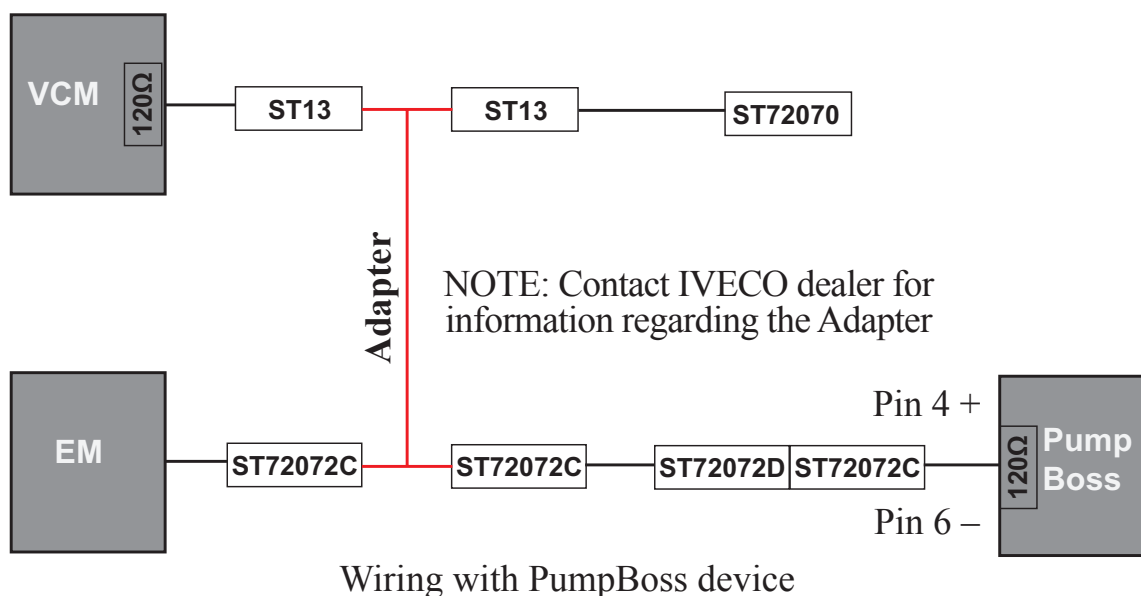 VCM
120Ω
ST13
ST13
ST72070
Adapter
NOTE: Contact IVECO dealer for
information regarding the Adapter
EM
ST72072C
ST72072C
ST72072D
ST72072C
Pin 4 +
120Ω
Pump
Boss
Pin 6 –
Wiring with PumpBoss device